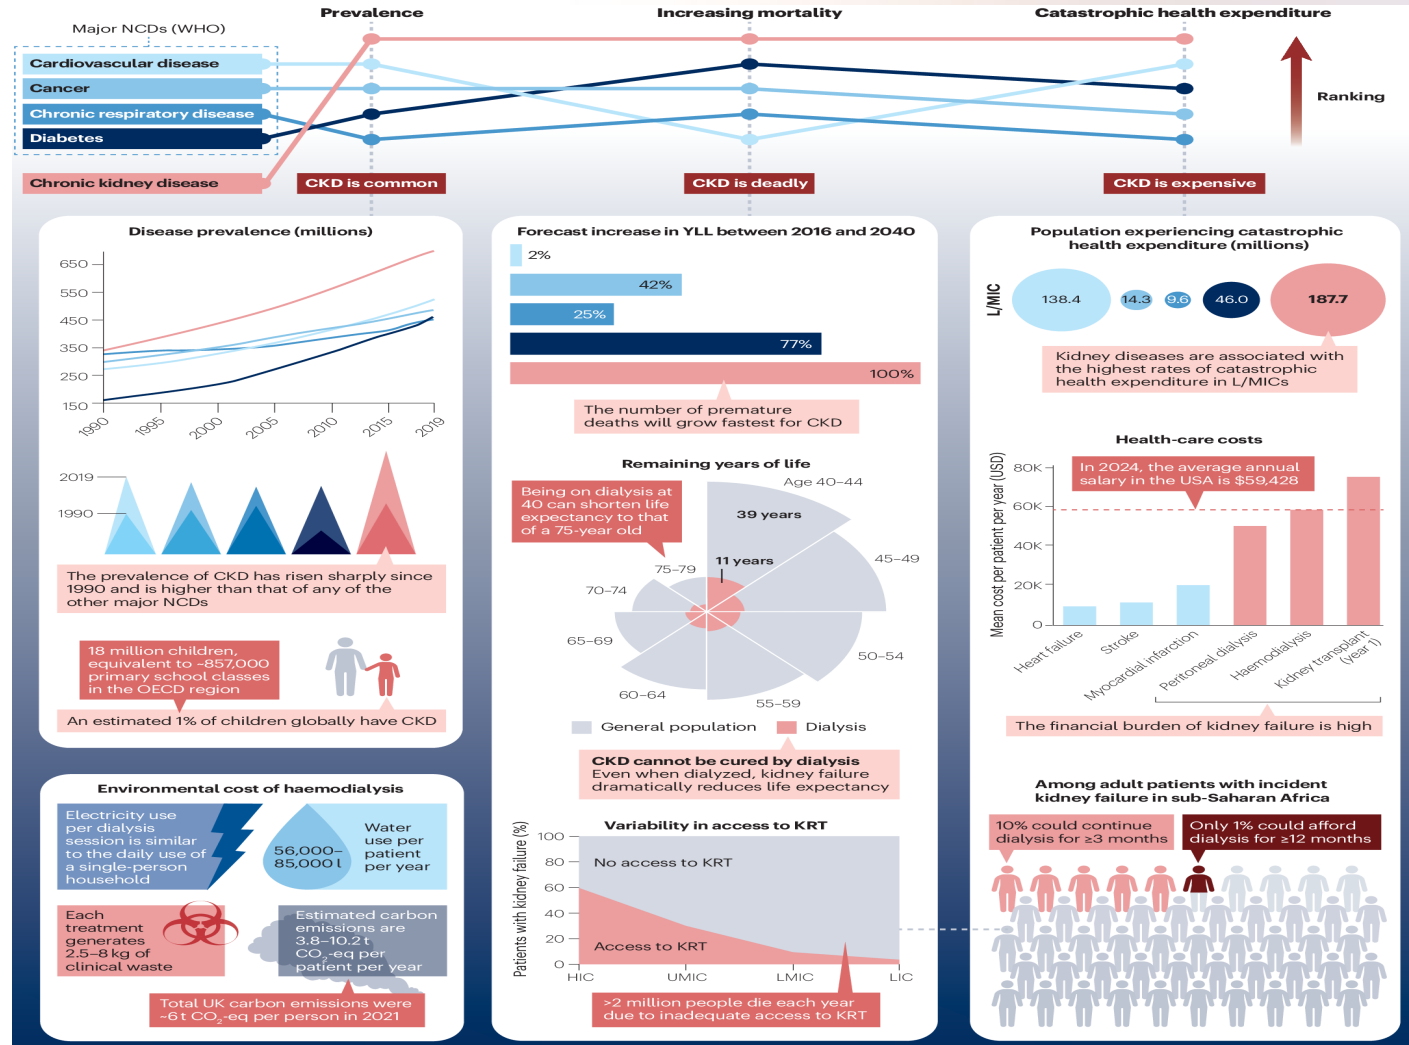 Prevalence
Increasing mortality
Catastrophic health expenditure
Major NCDs (WHO)
Cardiovascular disease
Cancer
Chronic respiratory disease
Diabetes
Chronic kidney disease
Ranking
CKD is common
CKD is deadly
CKD is expensive
Disease prevalence (millions)
650
550
450
350
250
150
1990
1995
2000
2005
2010
2015
2019
2019
1990
The prevalence of CKD has risen sharply since
1990 and is higher than that of any of the
other major NCDs
18 million children,
equivalent to ~857,000
primary school classes
in the OECD region
An estimated 1% of children globally have CKD
Environmental cost of haemodialysis
Electricity use
per dialysis
session is similar
to the daily use of
a single-person
household
56,000–
85,000 l
Water
use per
patient
per year
Each
treatment
generates
2.5–8 kg of
clinical waste
Estimated carbon
emissions are
3.8–10.2 t
CO2-eq per
patient per year
Total UK carbon emissions were
~6 t CO2-eq per person in 2021
Forecast increase in YLL between 2016 and 2040
2%
42%
25%
77%
100%
The number of premature
deaths will grow fastest for CKD
Remaining years of life
Being on dialysis at
40 can shorten life
expectancy to that
of a 75-year old
Age 40–44
39 years
11 years
45–49
50–54
55–59
60–64
65–69
70–74
75–79
General population
Dialysis
CKD cannot be cured by dialysis
Even when dialyzed, kidney failure
dramatically reduces life expectancy
Variability in access to KRT
Patients with kidney failure (%)
100
80
60
40
20
0
No access to KRT
Access to KRT
HIC
UMIC
LMIC
LIC
>2 million people die each year
due to inadequate access to KRT
Population experiencing catastrophic
health expenditure (millions)
L/MIC
138.4
14.3
9.6
46.0
187.7
Kidney diseases are associated with
the highest rates of catastrophic
health expenditure in L/MICs
Health-care costs
Mean cost per patient per year (USD)
80K
60K
40K
20K
0
In 2024, the average annual
salary in the USA is $59,428
Heart failure
Stroke
Myocardial infarction
Peritoneal dialysis
Haemodialysis
Kidney transplant
(year 1)
The financial burden of kidney failure is high
Among adult patients with incident
kidney failure in sub-Saharan Africa
10% could continue
dialysis for ≥3 months
Only 1% could afford
dialysis for ≥12 months